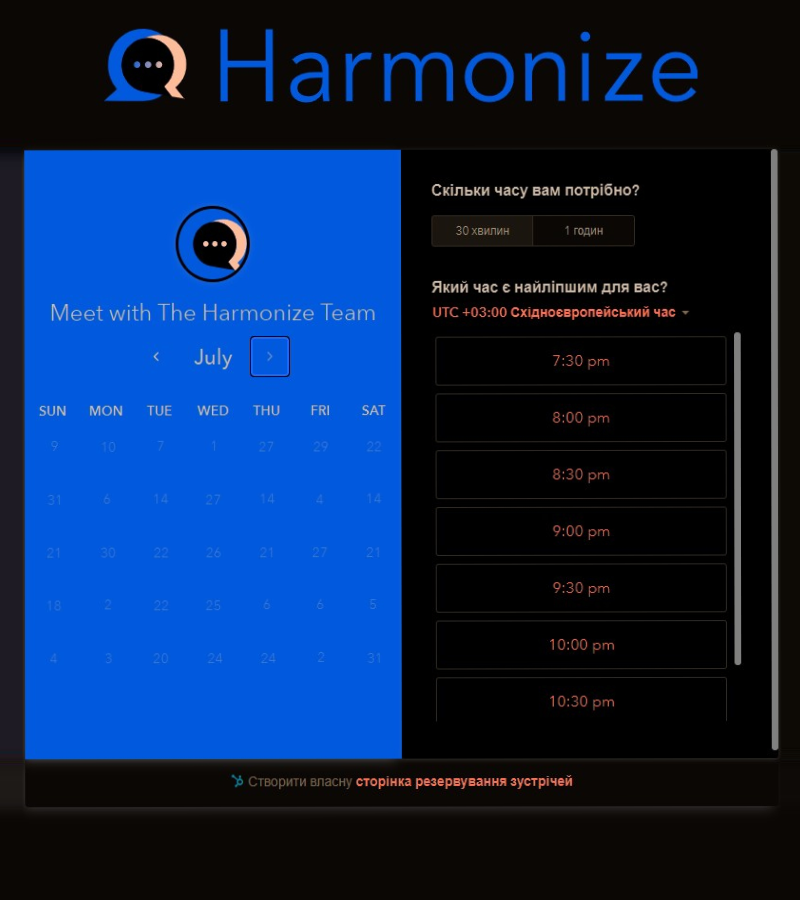 Harmonize
Meet with The Harmonize Team
July
SUN MON TUE WED THU FRI SAT
9 10 7 1 27 29 22
31 6 14 27 14 4 14
21 30 22 26 21 27 21
18 2 22 25 6 6 5
4 3 20 24 24 2 31
Скільки часу вам потрібно?
30 хвилин 1 годин
Який час є найліпшим для вас?
UTC +03:00 Східноєвропейський час
7:30 pm
8:00 pm
8:30 pm
9:00 pm
9:30 pm
10:00 pm
10:30 pm
Створити власну сторінка резервування зустрічей